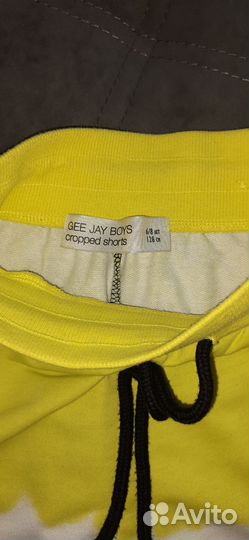 GEE JAY BOYS
cropped shorts
6/8 лет
128 см
Avito